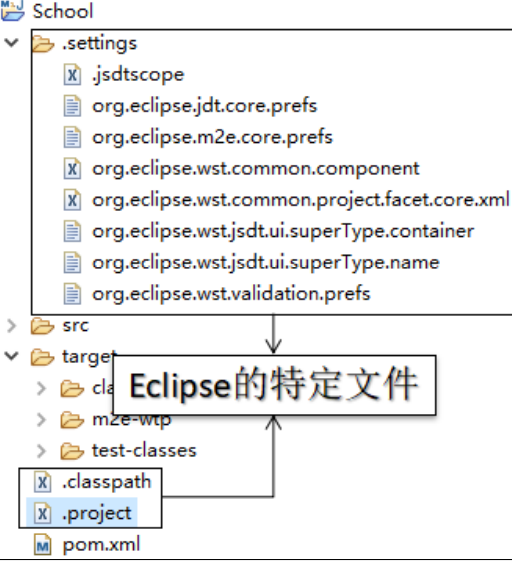 School
.settings
.jsdtscope
org.eclipse.jdt.core.prefs
org.eclipse.m2e.core.prefs
org.eclipse.wst.common.component
org.eclipse.wst.common.project.facet.core.xml
org.eclipse.wst.jsdt.ui.superType.container
org.eclipse.wst.jsdt.ui.superType.name
org.eclipse.wst.validation.prefs
src
target
Eclipse的特定文件
m2e-wtp
test-classes
.classpath
.project
pom.xml